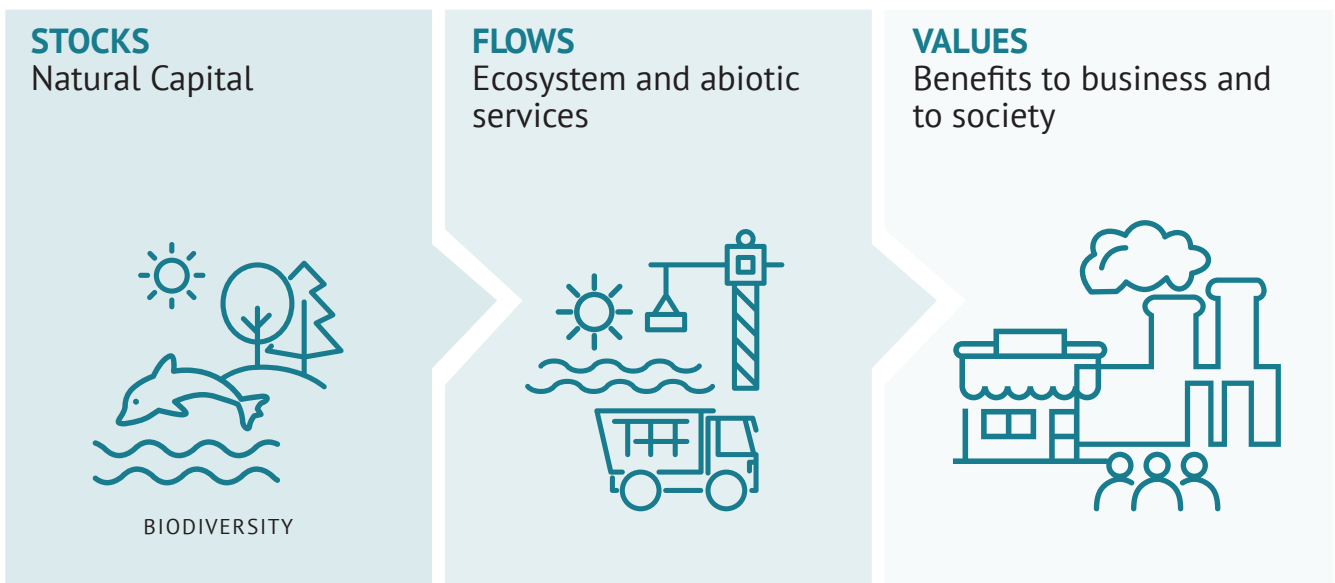 STOCKS
Natural Capital
BIODIVERSITY
FLOWS
Ecosystem and abiotic
services
VALUES
Benefits to business and
to society